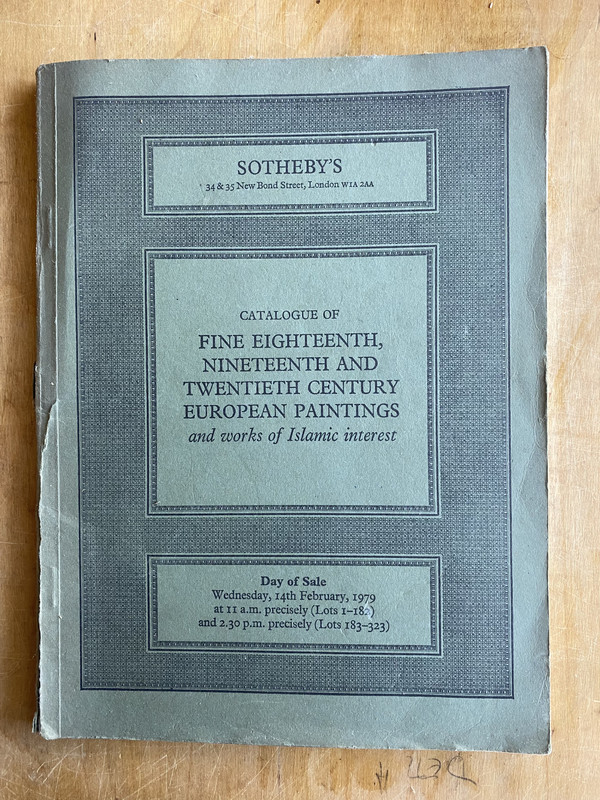 SOTHEBY'S
34 & 35 New Bond Street, London W1A 2AA
CATALOGUE OF
FINE EIGHTEENTH,
NINETEENTH AND
TWENTIETH CENTURY
EUROPEAN PAINTINGS
and works of Islamic interest
Day of Sale
Wednesday, 14th February, 1979
at 11 a.m. precisely (Lots 1–182)
and 2.30 p.m. precisely (Lots 183–323)